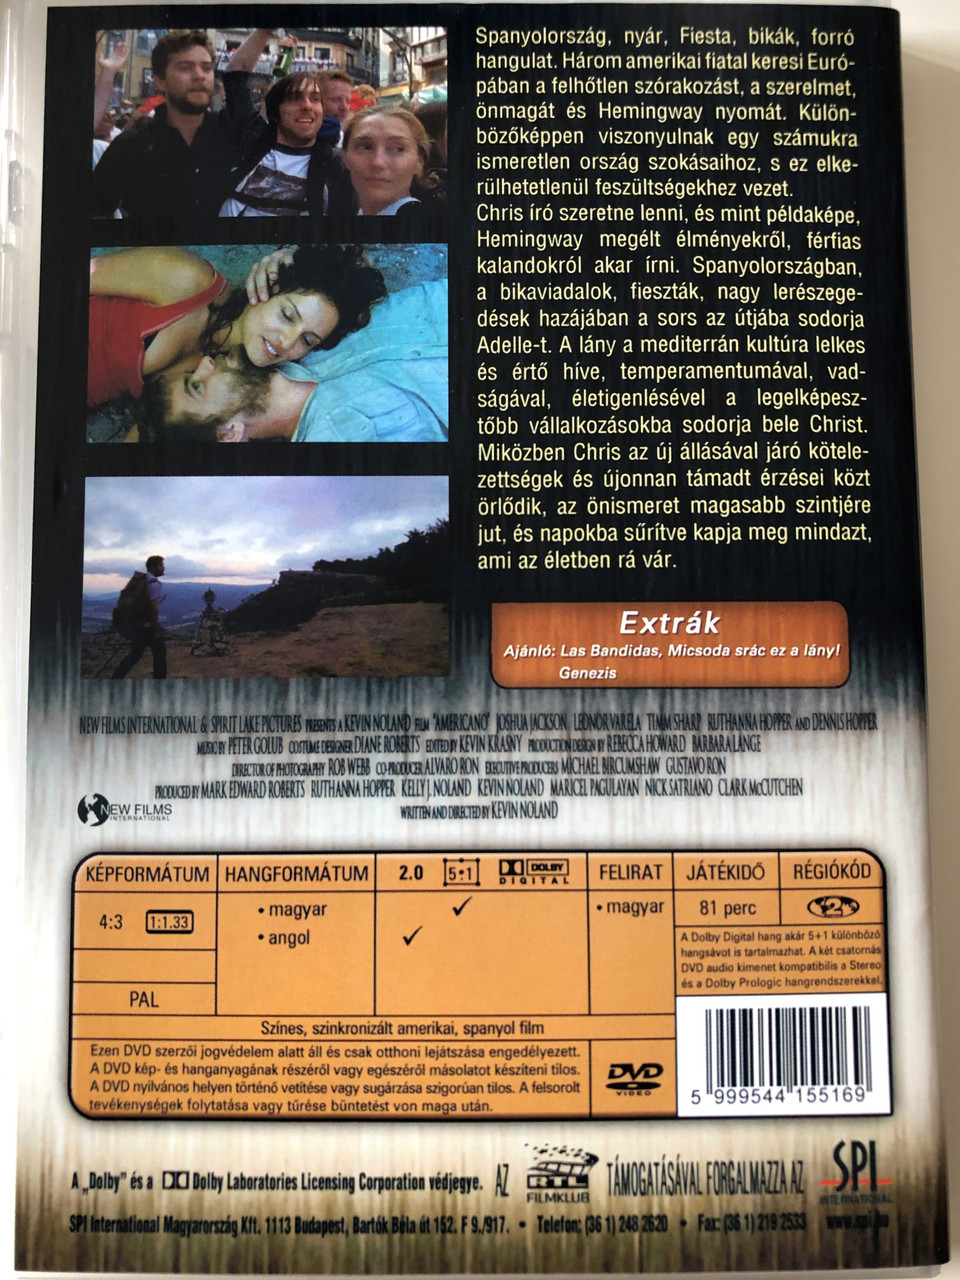 Spanyolország, nyár, Fiesta, bikák, forró
hangulat. Három amerikai fiatal keresi Euró-
pában a felhőtlen szórakozást, a szerelmet,
önmagát és Hemingway nyomát. Külön-
bözőképpen viszonyulnak egy számukra
ismeretlen ország szokásaihoz, s ez elke-
rülhetetlenül feszültségekhez vezet.
Chris író szeretne lenni, és mint példaképe,
Hemingway megélt élményekről, férfias
kalandokról akar írni. Spanyolországban,
a bikaviadalok, fieszták, nagy lerészege-
dések hazájában a sors az útjába sodorja
Adelle-t. A lány a mediterrán kultúra lelkes
és értő híve, temperamentumával, vad-
ságával, életigenlésével a legelképesz-
tőbb vállalkozásokba sodorja bele Christ.
Miközben Chris az új állásával járó kötele-
zettségek és újonnan támadt érzései közt
őrlődik, az önismeret magasabb szintjére
jut, és napokba sűrítve kapja meg mindazt,
ami az életben rá vár.
Extrák
Ajánló: Las Bandidas, Micsoda srác ez a lány!
Genezis
NEW FILMS INTERNATIONAL & SPIRIT LAKE PICTURES PRESENTS A KEVIN NOLAND FILM "AMERICANO" JOSHUA JACKSON LEONOR VARELA TIMM SHARP RUTHANNA HOPPER AND DENNIS HOPPER
MUSIC BY PETER GOLUB COSTUME DESIGNER DIANE ROBERTS EDITED BY KEVIN KRASNY PRODUCTION DESIGN BY REBECCA HOWARD BARBARA LANGE
DIRECTOR OF PHOTOGRAPHY ROB WEBB CO-PRODUCER ALVARO RON EXECUTIVE PRODUCERS MICHAEL BIRCUMSHAW GUSTAVO RON
PRODUCED BY MARK EDWARD ROBERTS RUTHANNA HOPPER KELLY J. NOLAND KEVIN NOLAND MARICEL PAGULAYAN NICK SATRIANO CLARK McCUTCHEN
WRITTEN AND DIRECTED BY KEVIN NOLAND
NEW FILMS
INTERNATIONAL
KÉPFORMÁTUM HANGFORMÁTUM 2.0 5•1 DOLBY DIGITAL FELIRAT JÁTÉKIDŐ RÉGIÓKÓD
4:3 1:1.33 • magyar • magyar 81 perc 2
• angol
PAL
A Dolby Digital hang akár 5+1 különböző
hangsávot is tartalmazhat. A két csatornás
DVD audio kimenet kompatibilis a Stereo
és a Dolby Prologic hangrendszerekkel.
Színes, szinkronizált amerikai, spanyol film
Ezen DVD szerzői jogvédelem alatt áll és csak otthoni lejátszása engedélyezett.
A DVD kép- és hanganyagának részéről vagy egészéről másolatot készíteni tilos.
A DVD nyilvános helyen történő vetítése vagy sugárzása szigorúan tilos. A felsorolt
tevékenységek folytatása vagy tűrése büntetést von maga után.
DVD
VIDEO
5 999544 155169
A „Dolby" és a DD Dolby Laboratories Licensing Corporation védjegye. AZ RTL FILMKLUB TÁMOGATÁSÁVAL FORGALMAZZA AZ SPI
INTERNATIONAL
SPI International Magyarország Kft. 1113 Budapest, Bartók Béla út 152. F 9./917. • Telefon: (36 1) 248 2620 • Fax: (36 1) 219 2533 www.spi.hu